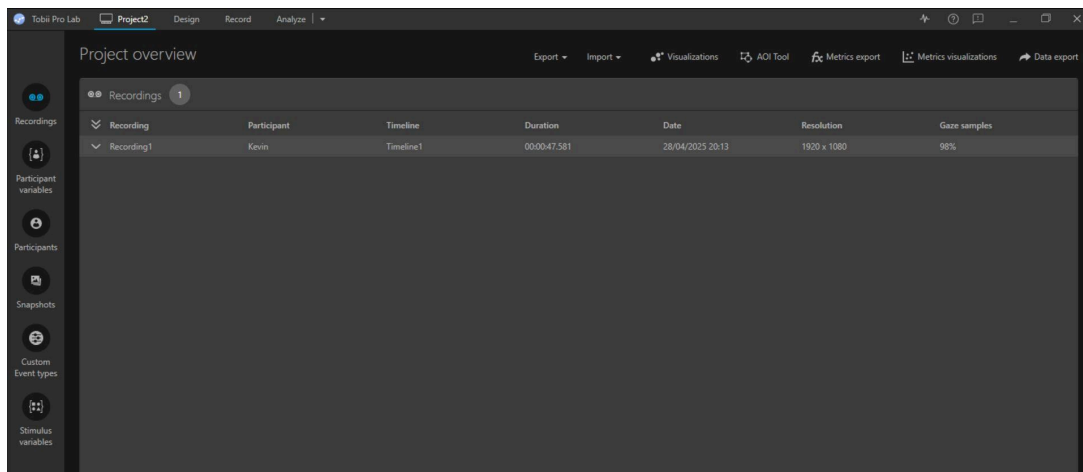 Tobii Pro Lab Project2 Design Record Analyze
Project overview
Export Import Visualizations AOI Tool fx Metrics export Metrics visualizations Data export
Recordings 1
Recordings
Recording Participant Timeline Duration Date Resolution Gaze samples
Recording1 Kevin Timeline1 00:00:47.581 28/04/2025 20:13 1920 x 1080 98%
Participant
variables
Participants
Snapshots
Custom
Event types
Stimulus
variables